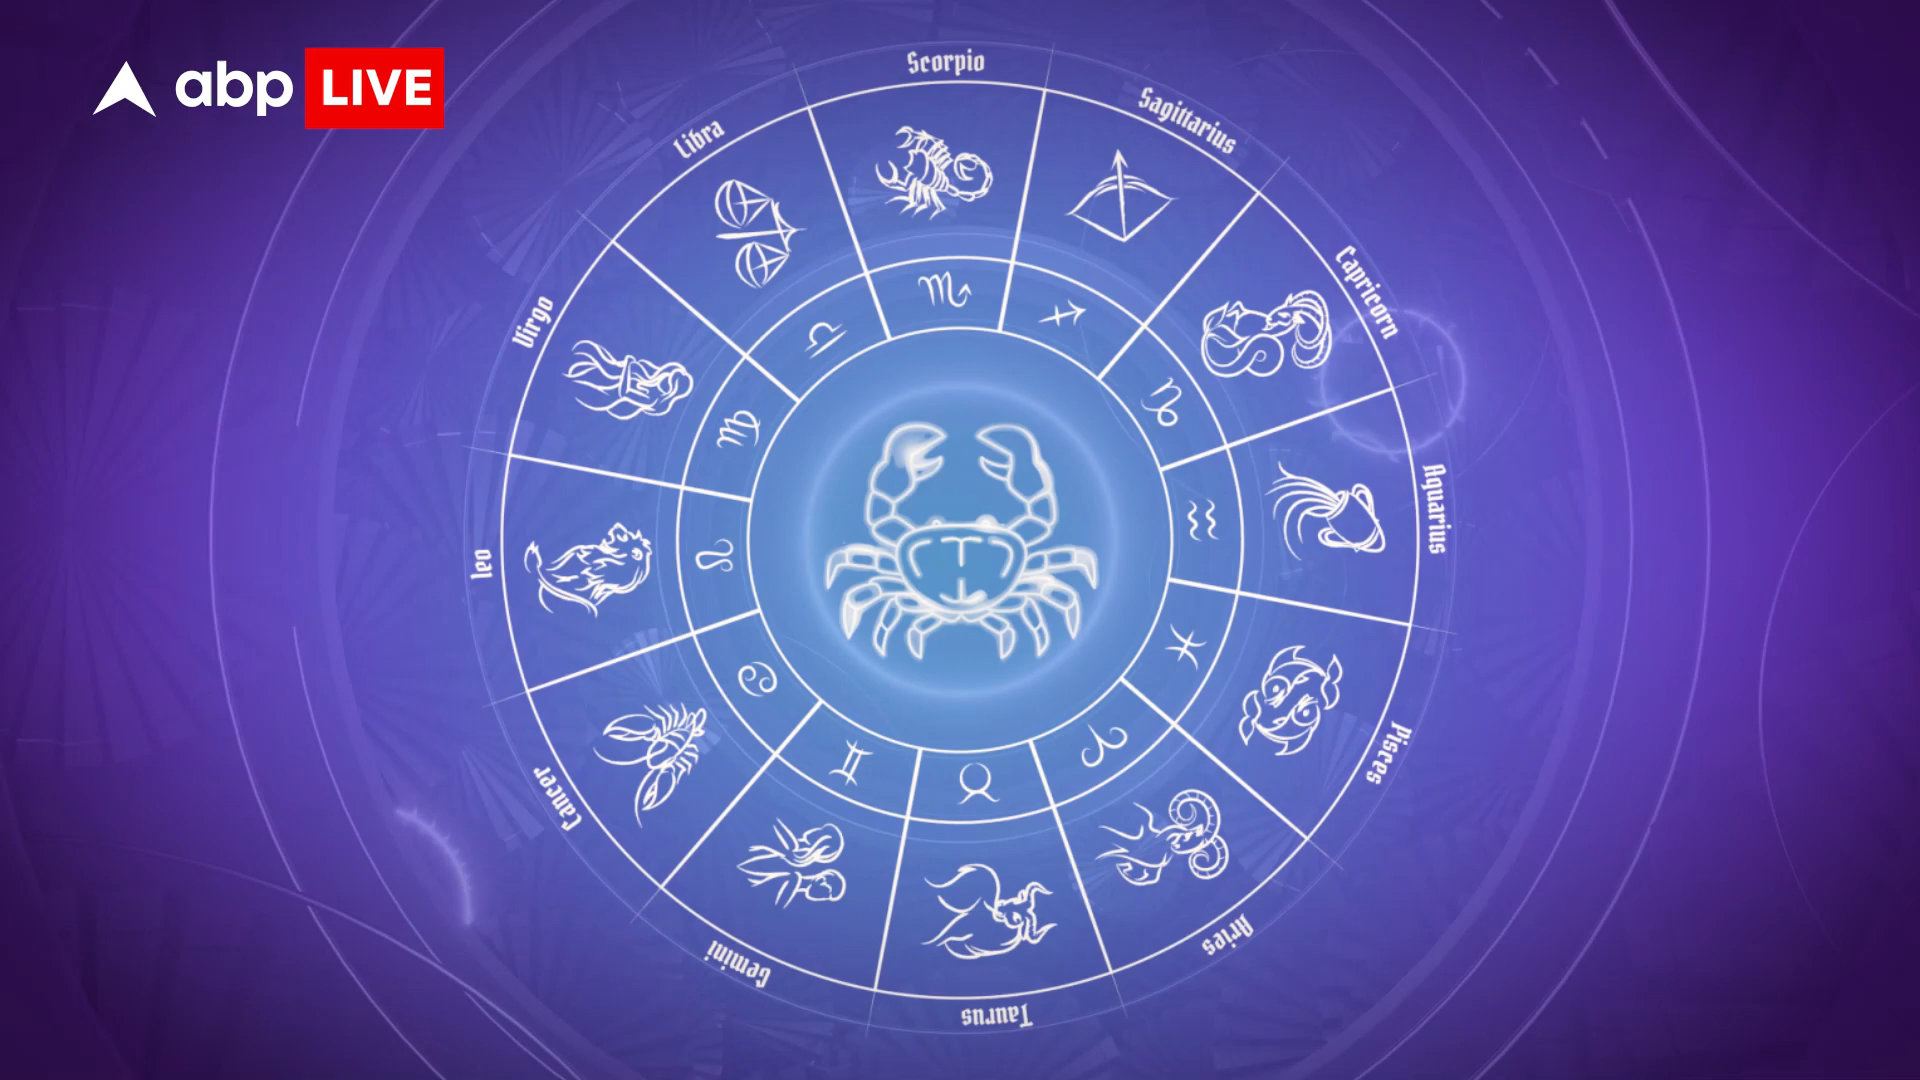 abp LIVE
Scorpio
Sagittarius
Capricorn
Aquarius
Pisces
Aries
Taurus
Gemini
Cancer
leo
Virgo
Libra